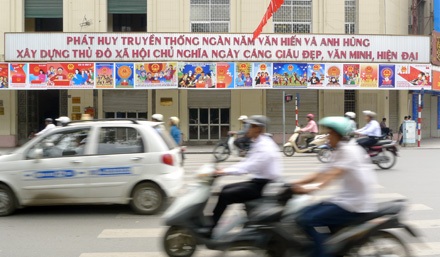 PHÁT HUY TRUYỀN THỐNG NGÀN NĂM VĂN HIẾN VÀ ANH HÙNG
XÂY DỰNG THỦ ĐÔ XÃ HỘI CHỦ NGHĨA NGÀY CÀNG GIÀU ĐẸP, VĂN MINH, HIỆN ĐẠI